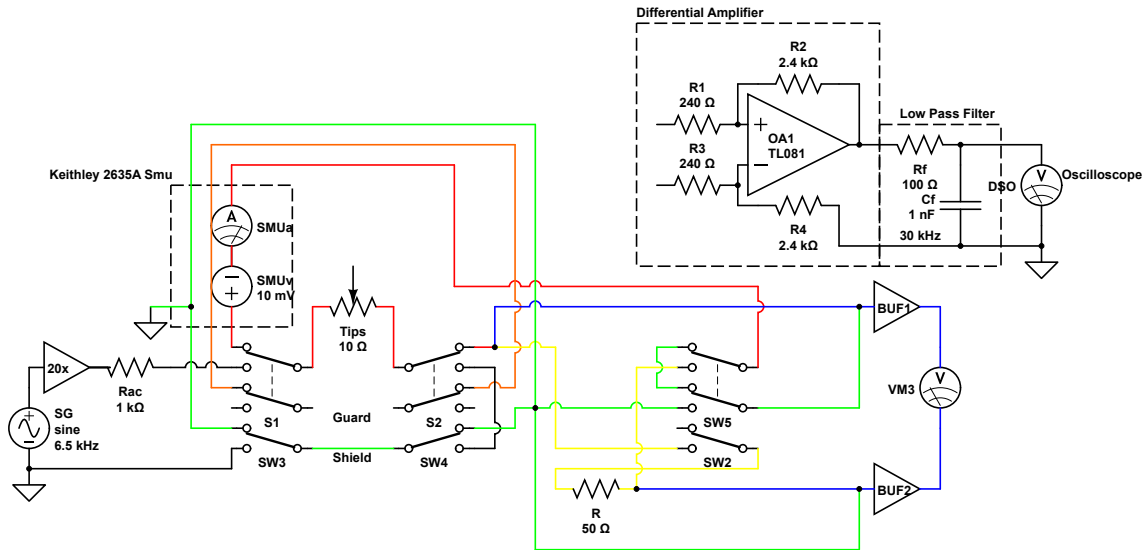 Differential Amplifier
R2
2.4 kΩ
R1
240 Ω
+
OA1
TL081
R3
240 Ω
−
R4
2.4 kΩ
Low Pass Filter
Rf
100 Ω
Cf
1 nF
30 kHz
V
DSO
Oscilloscope
Keithley 2635A Smu
A
SMUa
−
+
SMUv
10 mV
Tips
10 Ω
20x
Rac
1 kΩ
+
−
SG
sine
6.5 kHz
S1
Guard
S2
SW3
Shield
SW4
SW5
SW2
R
50 Ω
BUF1
V
VM3
BUF2